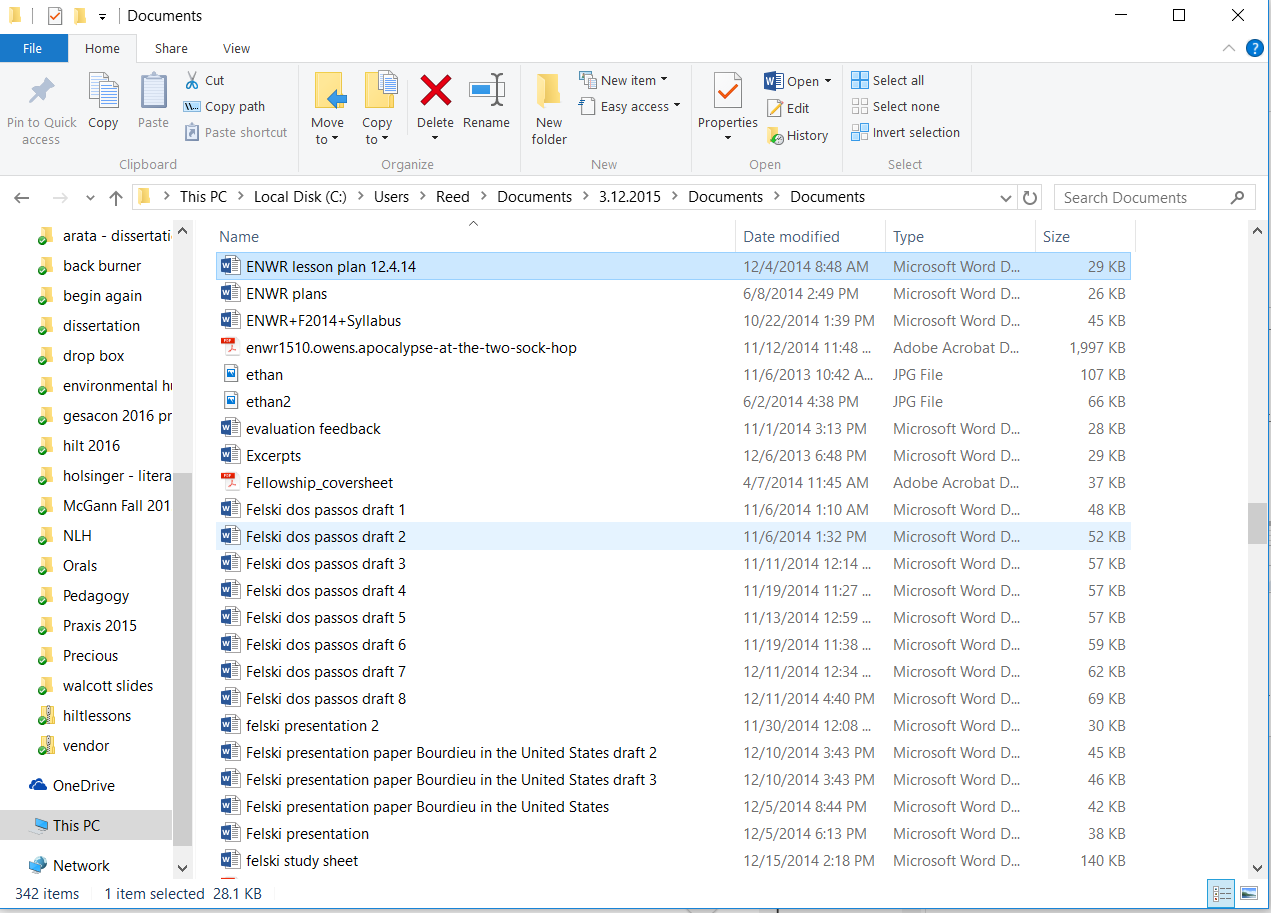 Documents
File Home Share View
Pin to Quick access
Copy
Paste
Cut
Copy path
Paste shortcut
Clipboard
Move to
Copy to
Delete
Rename
Organize
New folder
New item
Easy access
New
Properties
Open
Edit
History
Open
Select all
Select none
Invert selection
Select
This PC Local Disk (C:) Users Reed Documents 3.12.2015 Documents Documents
Search Documents
arata - dissertati
back burner
begin again
dissertation
drop box
environmental hu
gesacon 2016 pr
hilt 2016
holsinger - litera
McGann Fall 201
NLH
Orals
Pedagogy
Praxis 2015
Precious
walcott slides
hiltlessons
vendor
OneDrive
This PC
Network
Name Date modified Type Size
ENWR lesson plan 12.4.14 12/4/2014 8:48 AM Microsoft Word D... 29 KB
ENWR plans 6/8/2014 2:49 PM Microsoft Word D... 26 KB
ENWR+F2014+Syllabus 10/22/2014 1:39 PM Microsoft Word D... 45 KB
enwr1510.owens.apocalypse-at-the-two-sock-hop 11/12/2014 11:48 ... Adobe Acrobat D... 1,997 KB
ethan 11/6/2013 10:42 A... JPG File 107 KB
ethan2 6/2/2014 4:38 PM JPG File 66 KB
evaluation feedback 11/1/2014 3:13 PM Microsoft Word D... 28 KB
Excerpts 12/6/2013 6:48 PM Microsoft Word D... 29 KB
Fellowship_coversheet 4/7/2014 11:45 AM Adobe Acrobat D... 37 KB
Felski dos passos draft 1 11/6/2014 1:10 AM Microsoft Word D... 48 KB
Felski dos passos draft 2 11/6/2014 1:32 PM Microsoft Word D... 52 KB
Felski dos passos draft 3 11/11/2014 12:14 ... Microsoft Word D... 57 KB
Felski dos passos draft 4 11/19/2014 11:27 ... Microsoft Word D... 57 KB
Felski dos passos draft 5 11/13/2014 12:59 ... Microsoft Word D... 57 KB
Felski dos passos draft 6 11/19/2014 11:38 ... Microsoft Word D... 59 KB
Felski dos passos draft 7 12/11/2014 12:34 ... Microsoft Word D... 62 KB
Felski dos passos draft 8 12/11/2014 4:40 PM Microsoft Word D... 69 KB
felski presentation 2 11/30/2014 12:08 ... Microsoft Word D... 30 KB
Felski presentation paper Bourdieu in the United States draft 2 12/10/2014 3:43 PM Microsoft Word D... 45 KB
Felski presentation paper Bourdieu in the United States draft 3 12/10/2014 3:43 PM Microsoft Word D... 46 KB
Felski presentation paper Bourdieu in the United States 12/5/2014 8:44 PM Microsoft Word D... 42 KB
Felski presentation 12/5/2014 6:13 PM Microsoft Word D... 38 KB
felski study sheet 12/15/2014 2:18 PM Microsoft Word D... 140 KB
342 items 1 item selected 28.1 KB